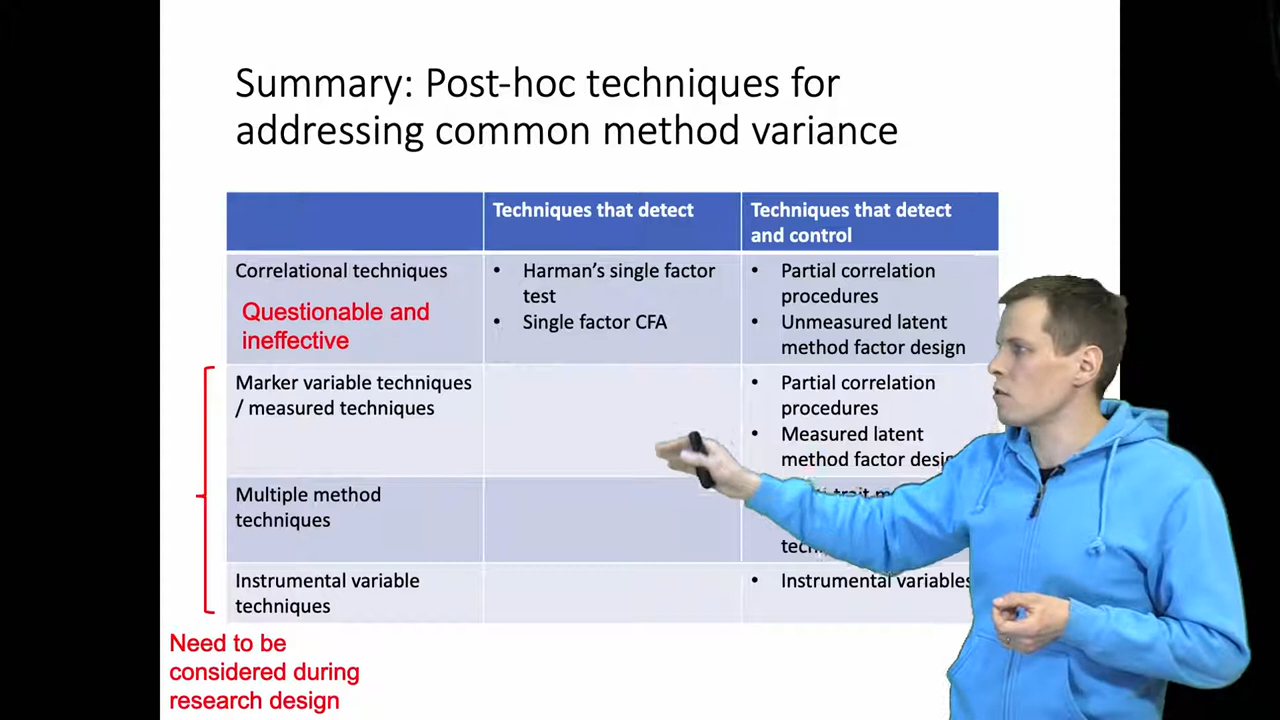 Summary: Post-hoc techniques for
addressing common method variance
Techniques that detect
Techniques that detect
and control
Correlational techniques
Questionable and
ineffective
• Harman's single factor
test
• Single factor CFA
• Partial correlation
procedures
• Unmeasured latent
method factor design
Marker variable techniques
/ measured techniques
• Partial correlation
procedures
• Measured latent
method factor
Multiple method
techniques
Instrumental variable
techniques
• Instrumental variables
Need to be
considered during
research design